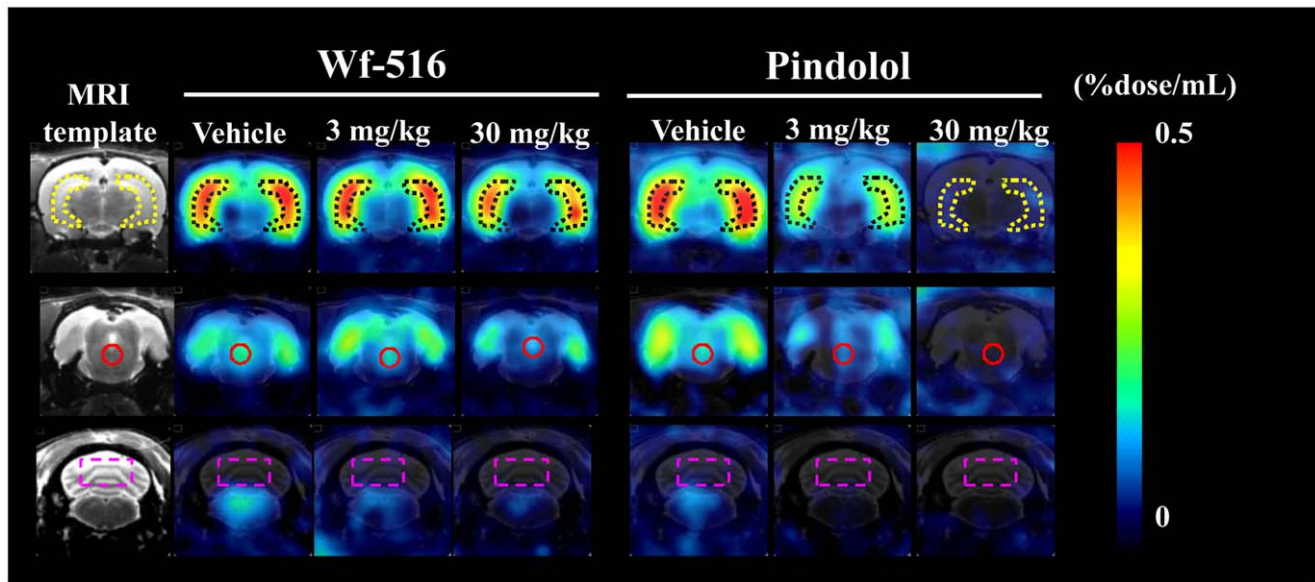 Wf-516
Pindolol
(%dose/mL)
MRI
template
Vehicle
3 mg/kg
30 mg/kg
Vehicle
3 mg/kg
30 mg/kg
0.5
0